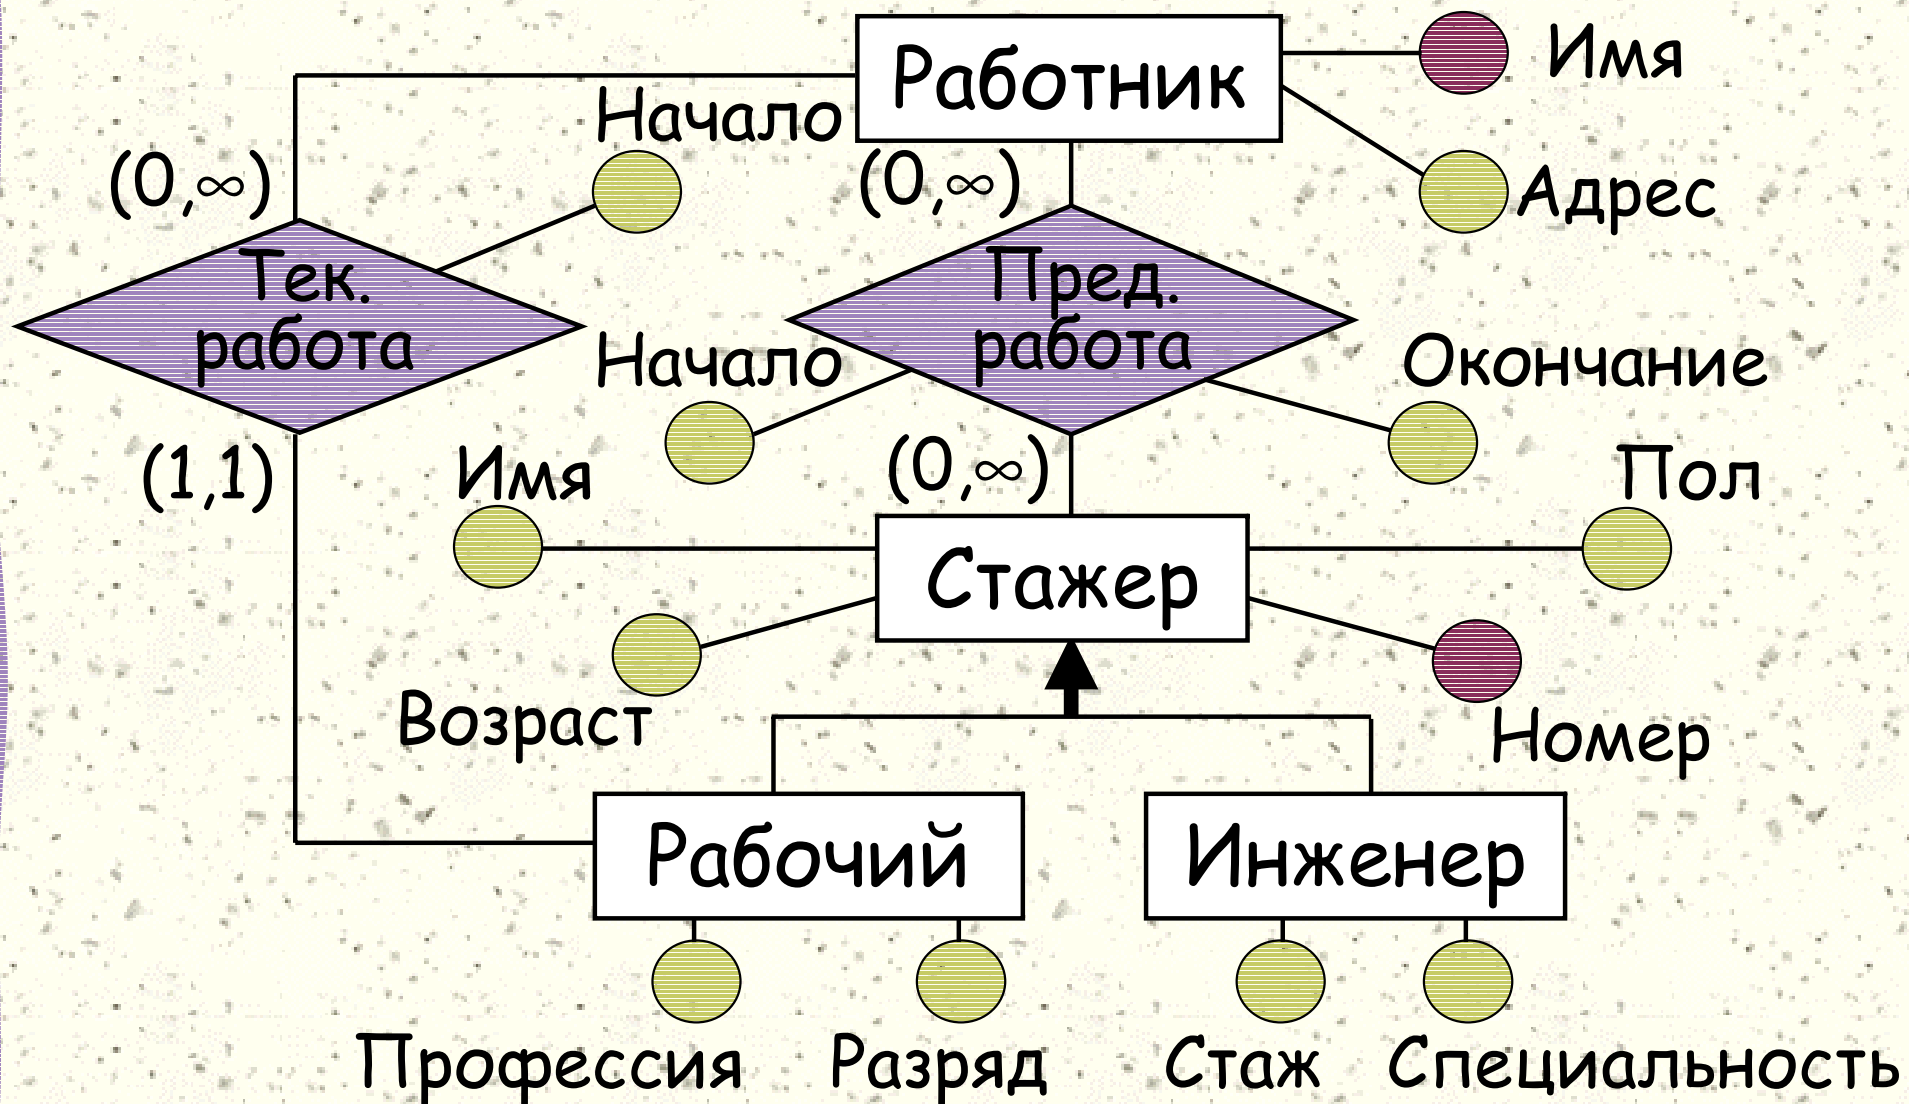 Работник
Имя
Начало
(0,∞)
(0,∞)
Адрес
Тек.
работа
Пред.
работа
Начало
Окончание
(1,1)
Имя
(0,∞)
Пол
Стажер
Возраст
Номер
Рабочий
Инженер
Профессия
Разряд
Стаж
Специальность